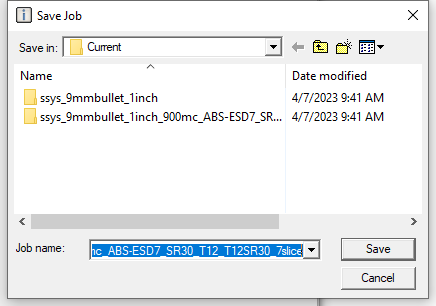 Save Job
Save in: Current
Name Date modified
ssys_9mmbullet_1inch 4/7/2023 9:41 AM
ssys_9mmbullet_1inch_900mc_ABS-ESD7_SR... 4/7/2023 9:41 AM
Job name: mc_ABS-ESD7_SR30_T12_T12SR30_7slice Save
Cancel